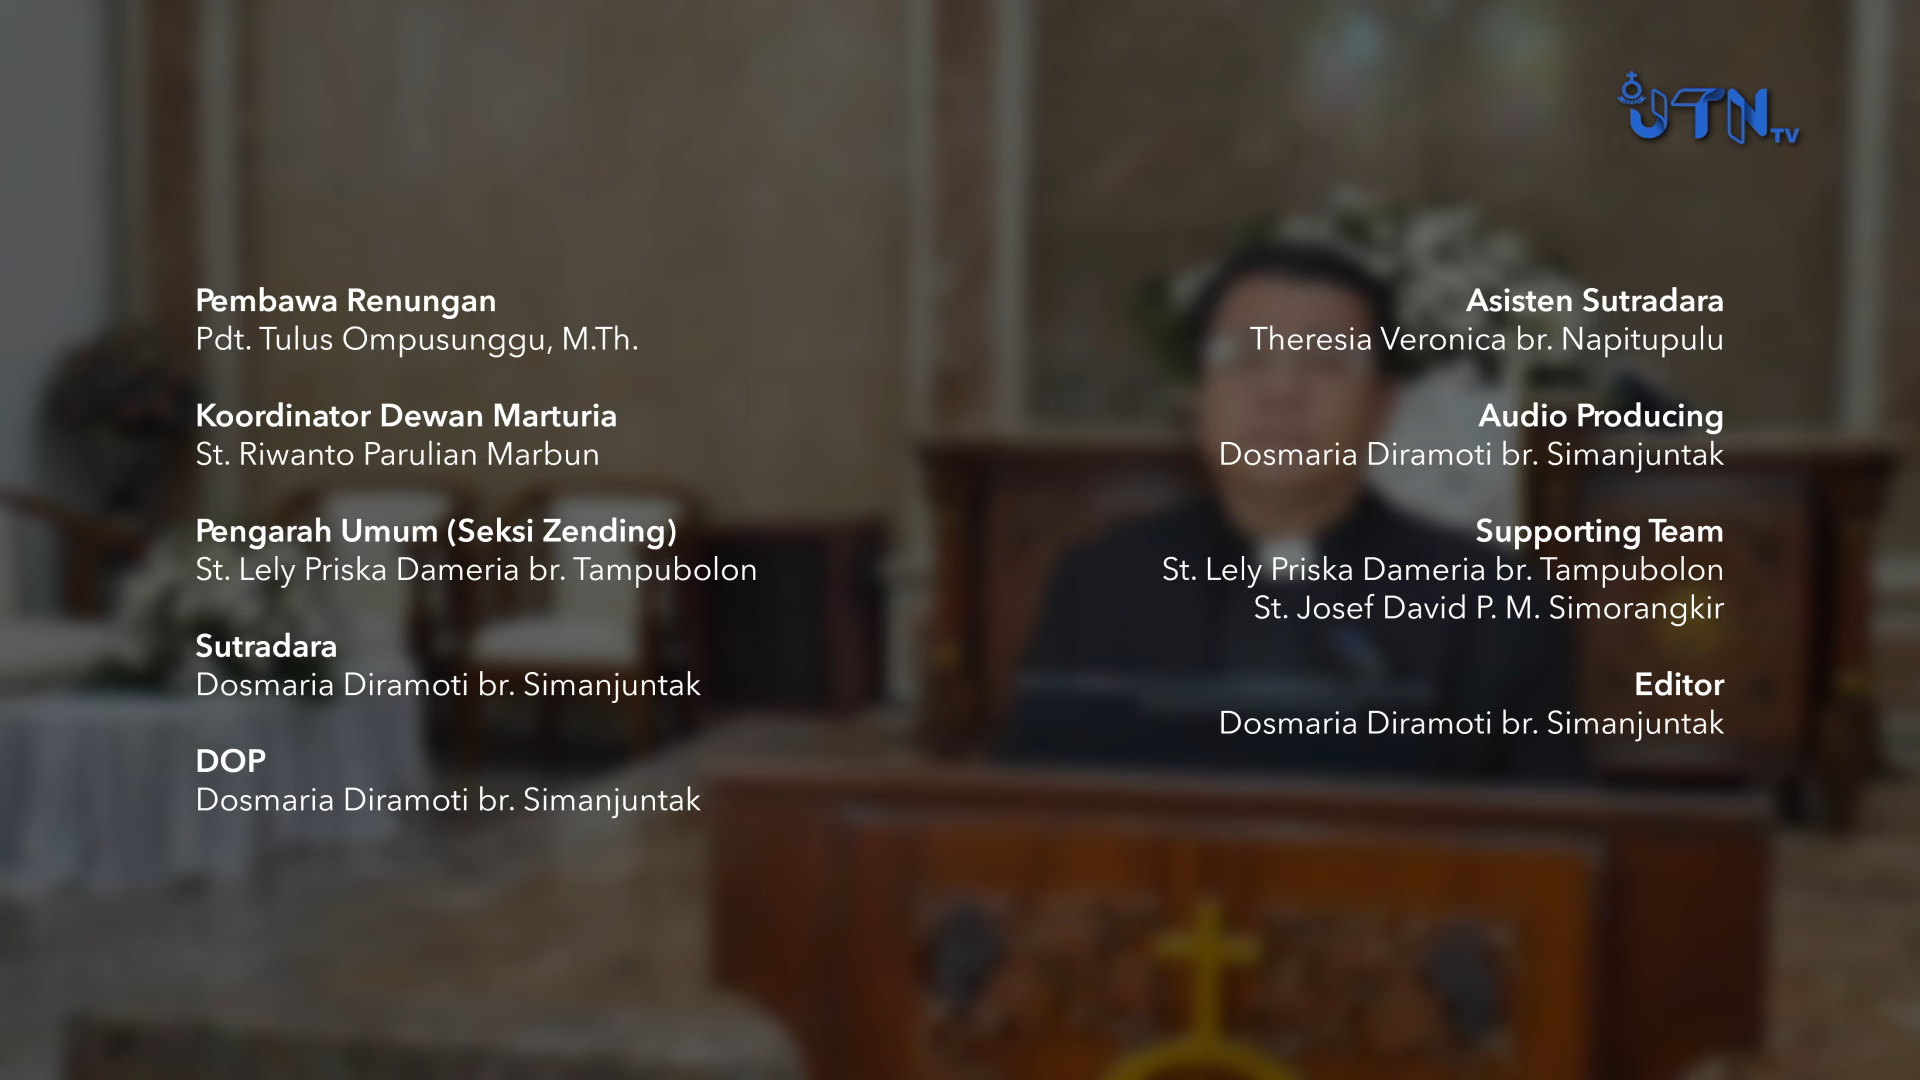 UTN TV
Pembawa Renungan
Pdt. Tulus Ompusunggu, M.Th.
Koordinator Dewan Marturia
St. Riwanto Parulian Marbun
Pengarah Umum (Seksi Zending)
St. Lely Priska Dameria br. Tampubolon
Sutradara
Dosmaria Diramoti br. Simanjuntak
DOP
Dosmaria Diramoti br. Simanjuntak
Asisten Sutradara
Theresia Veronica br. Napitupulu
Audio Producing
Dosmaria Diramoti br. Simanjuntak
Supporting Team
St. Lely Priska Dameria br. Tampubolon
St. Josef David P. M. Simorangkir
Editor
Dosmaria Diramoti br. Simanjuntak